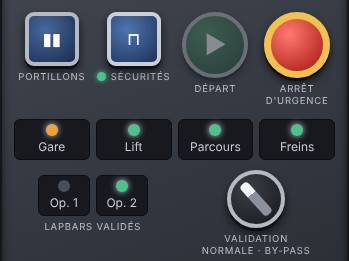 PORTILLONS
SÉCURITÉS
DÉPART
ARRÊT
D'URGENCE
Gare
Lift
Parcours
Freins
Op. 1
Op. 2
LAPBARS VALIDÉS
VALIDATION
NORMALE · BY-PASS